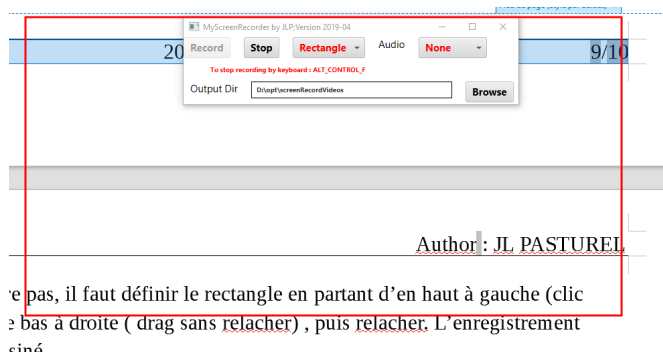 MyScreenRecorder by JLP;Version 2019-04
Record Stop Rectangle Audio None
To stop recording by keyboard : ALT_CONTROL_F
Output Dir D:\opt\screenRecordVideos Browse
20 9/10
Author : JL PASTUREL
re pas, il faut définir le rectangle en partant d’en haut à gauche (clic
e bas à droite ( drag sans relacher) , puis relacher. L’enregistrement
siné